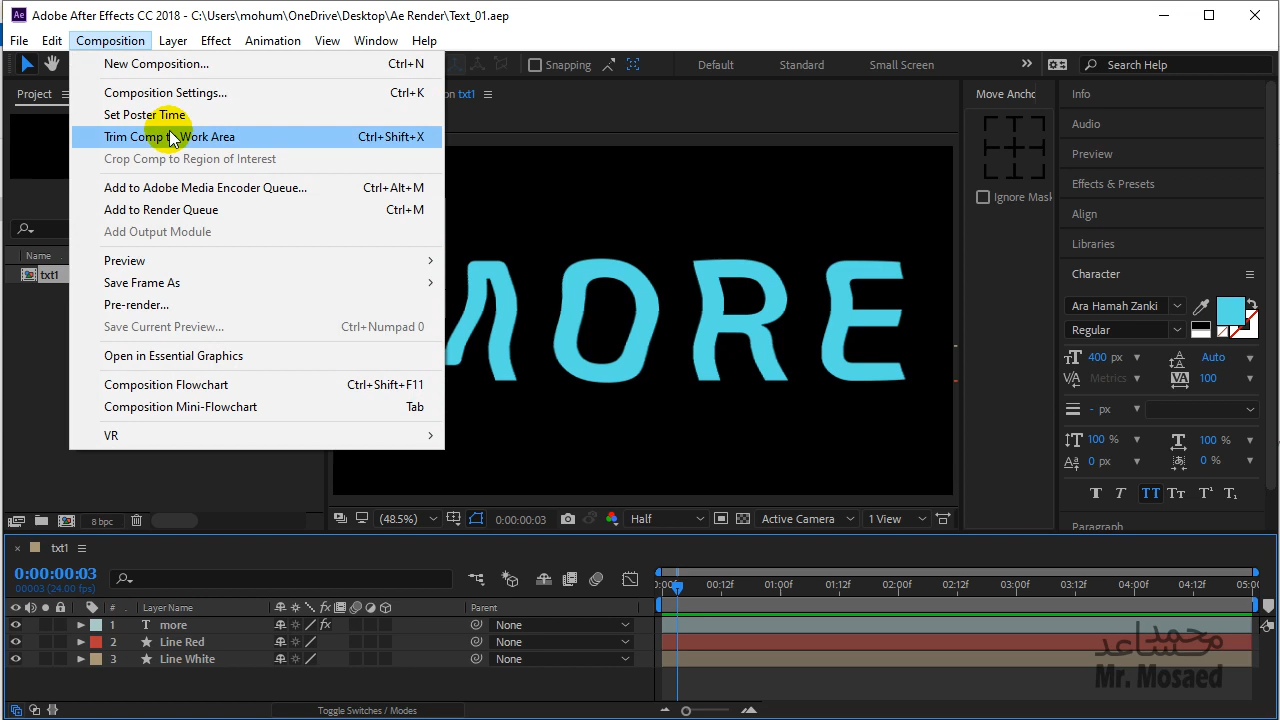 Adobe After Effects CC 2018 - C:\Users\mohum\OneDrive\Desktop\Ae Render\Text_01.aep
File Edit Composition Layer Effect Animation View Window Help
New Composition... Ctrl+N
Composition Settings... Ctrl+K
Set Poster Time
Trim Comp to Work Area Ctrl+Shift+X
Crop Comp to Region of Interest
Add to Adobe Media Encoder Queue... Ctrl+Alt+M
Add to Render Queue Ctrl+M
Add Output Module
Preview
Save Frame As
Pre-render...
Save Current Preview... Ctrl+Numpad 0
Open in Essential Graphics
Composition Flowchart Ctrl+Shift+F11
Composition Mini-Flowchart Tab
VR
Snapping Default Standard Small Screen Search Help
Project
Name
txt1
8 bpc
txt1
MORE
(48.5%) 0:00:00:03 Half Active Camera 1 View
Move Ancho
Ignore Mask
Info
Audio
Preview
Effects & Presets
Align
Libraries
Character
Ara Hamah Zanki
Regular
400 px Auto
Metrics 100
- px
100 % 100 %
0 px 0 %
T T TT Tт T¹ T₁
Paragraph
txt1
0:00:00:03
00003 (24.00 fps)
00:12f 01:00f 01:12f 02:00f 02:12f 03:00f 03:12f 04:00f 04:12f 05:0
# Layer Name Parent
1 T more None
2 Line Red None
3 Line White None
محمد مساعد
Mr. Mosaed
Toggle Switches / Modes